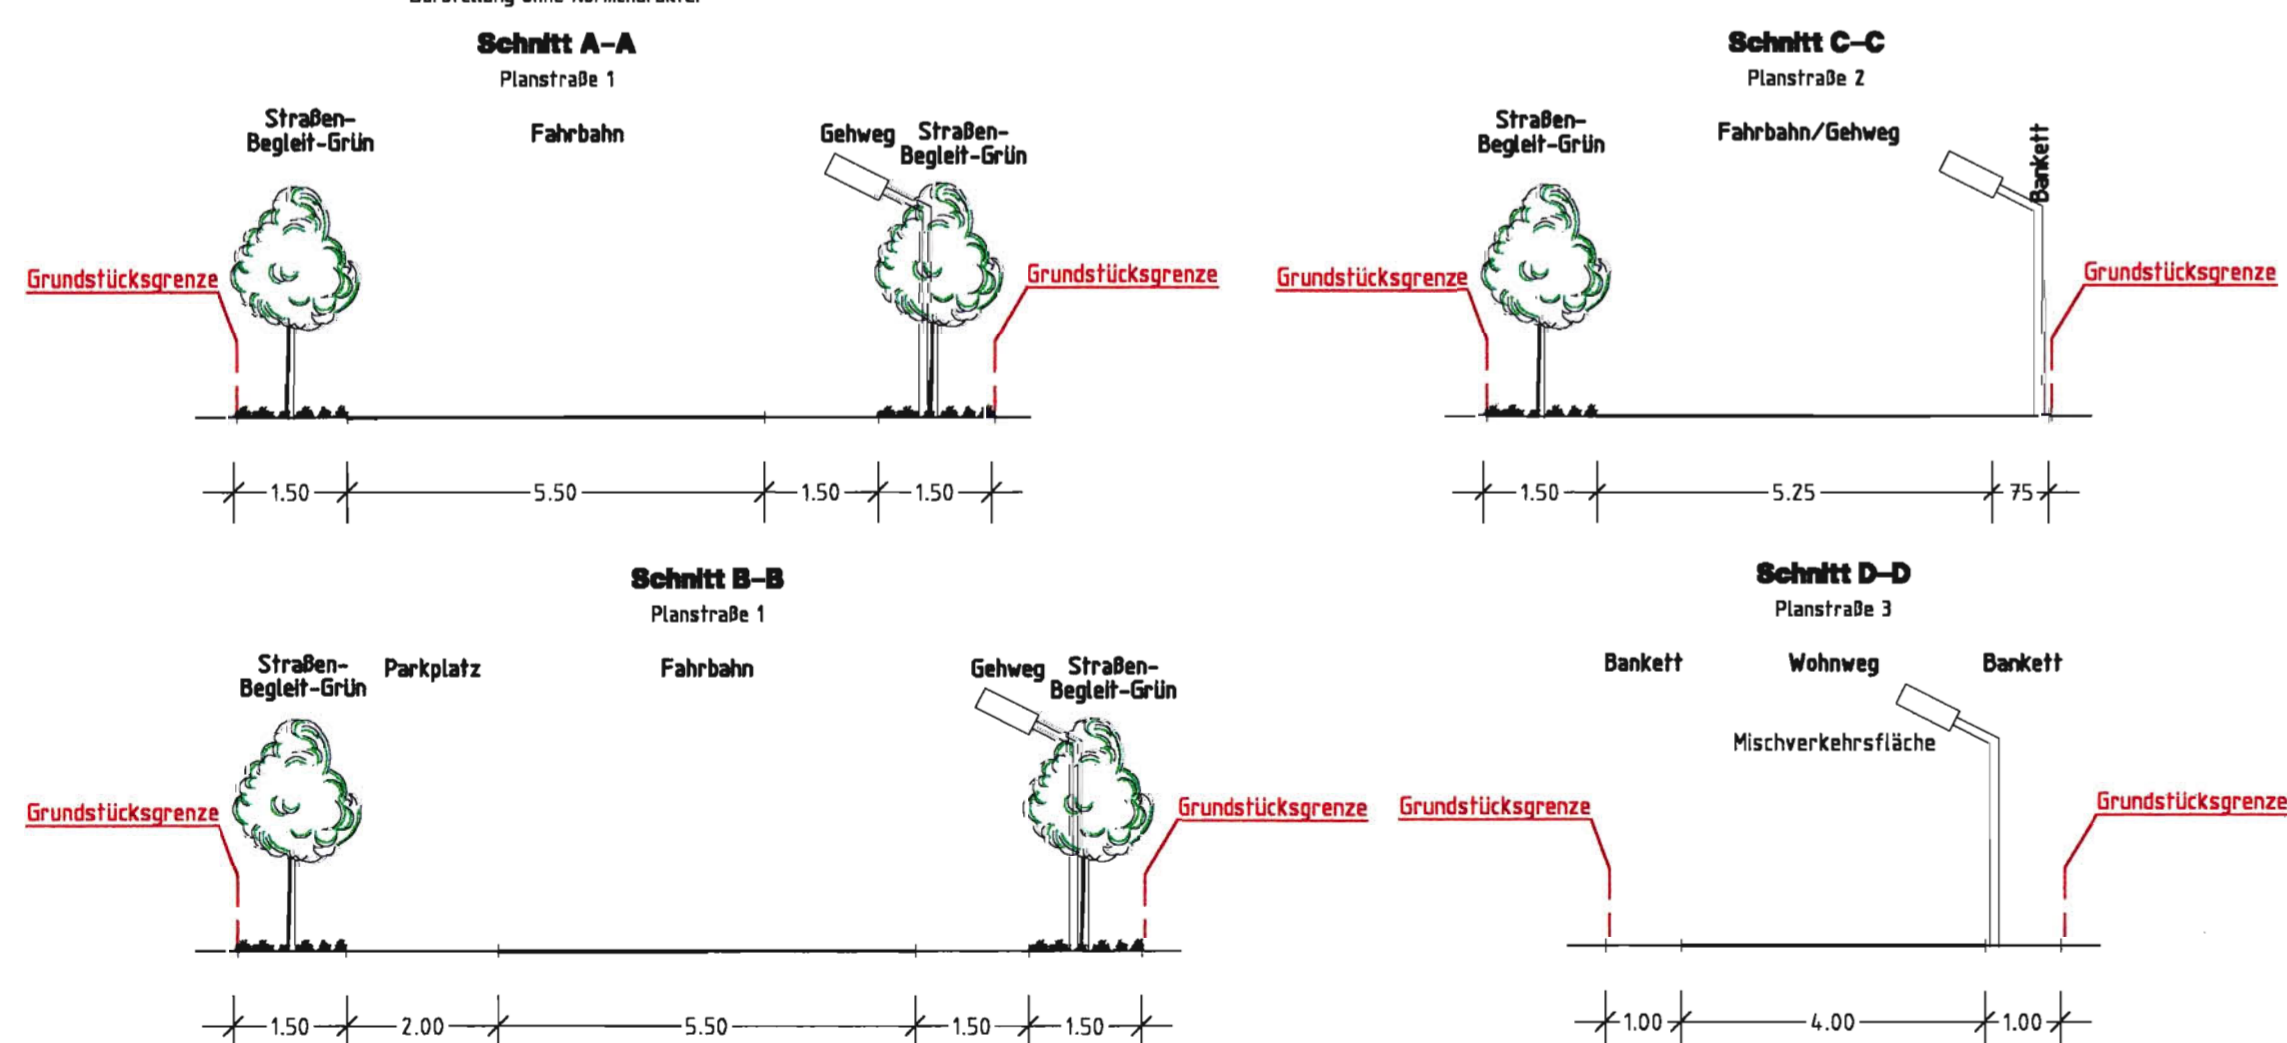 Darstellung ohne Normcharakter
Schnitt A-A
Planstraße 1
Straßen-
Begleit-Grün
Fahrbahn
Gehweg
Straßen-
Begleit-Grün
Grundstücksgrenze
Grundstücksgrenze
1.50
5.50
1.50
1.50
Schnitt C-C
Planstraße 2
Straßen-
Begleit-Grün
Fahrbahn/Gehweg
Bankett
Grundstücksgrenze
Grundstücksgrenze
1.50
5.25
75
Schnitt B-B
Planstraße 1
Straßen-
Begleit-Grün
Parkplatz
Fahrbahn
Gehweg
Straßen-
Begleit-Grün
Grundstücksgrenze
Grundstücksgrenze
1.50
2.00
5.50
1.50
1.50
Schnitt D-D
Planstraße 3
Bankett
Wohnweg
Bankett
Mischverkehrsfläche
Grundstücksgrenze
Grundstücksgrenze
1.00
4.00
1.00